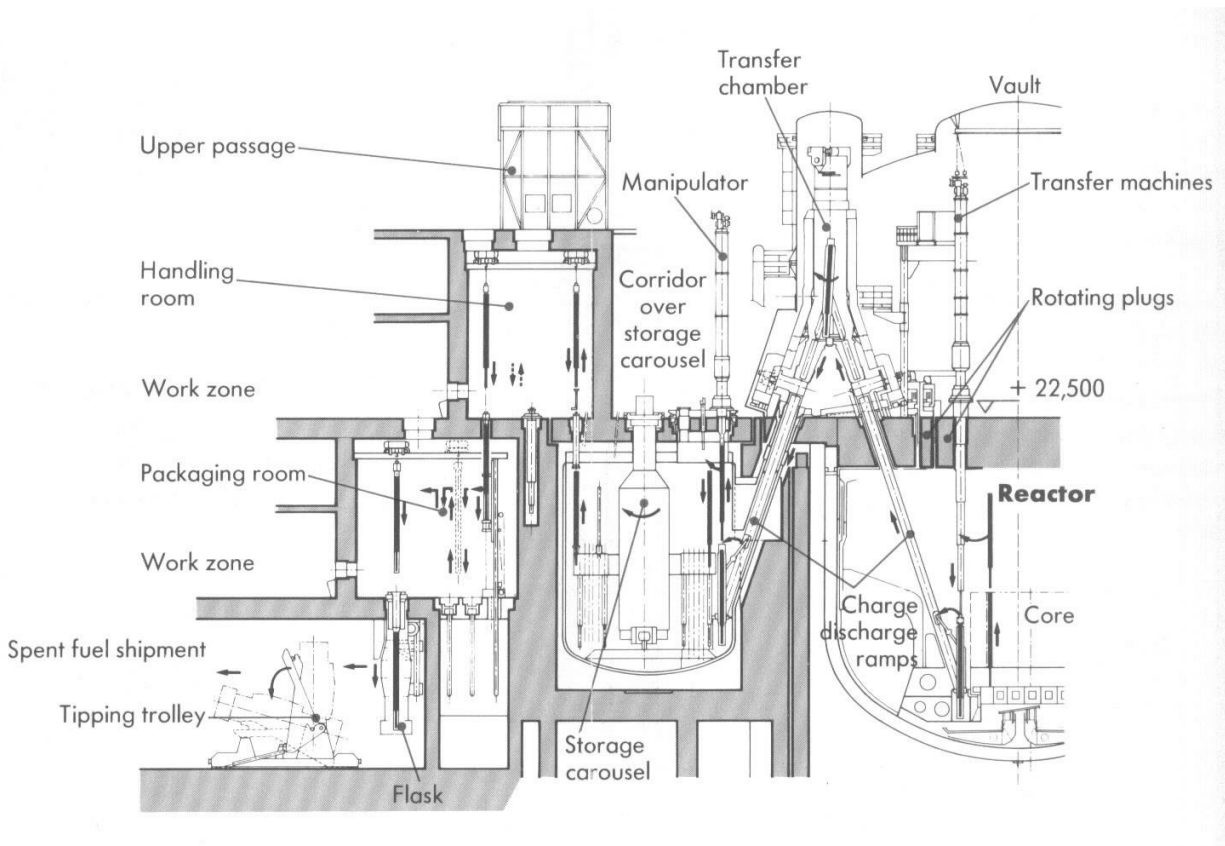 Transfer
chamber
Vault
Upper passage
Manipulator
Transfer machines
Handling
room
Corridor
over
storage
carousel
Rotating plugs
Work zone
+ 22,500
Packaging room
Reactor
Work zone
Charge
discharge
ramps
Core
Spent fuel shipment
Tipping trolley
Storage
carousel
Flask